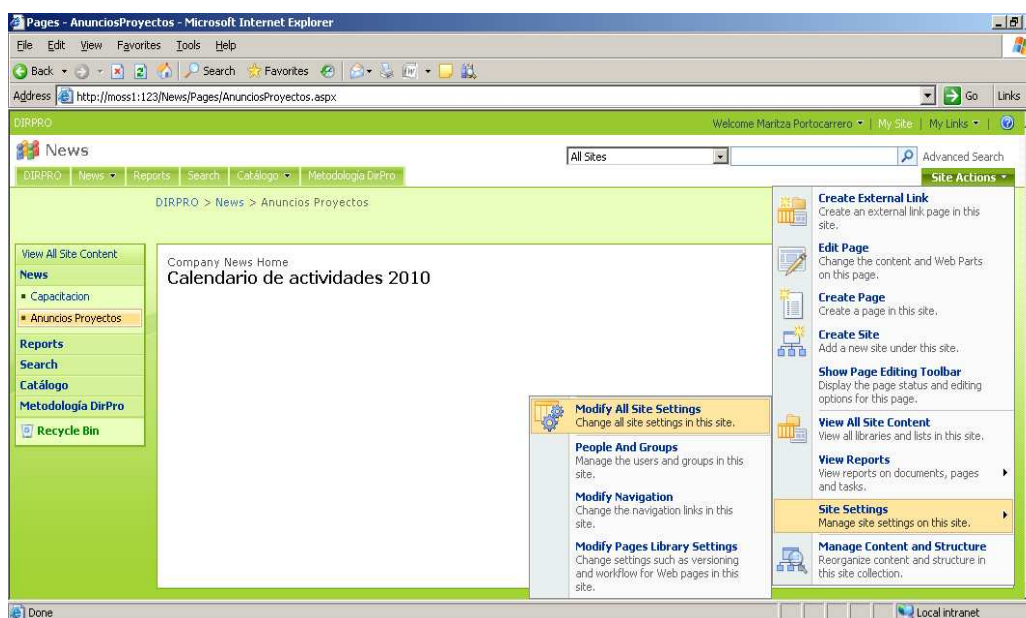 Pages - AnunciosProyectos - Microsoft Internet Explorer
File Edit View Favorites Tools Help
Back Search Favorites
Address http://moss1:123/News/Pages/AnunciosProyectos.aspx Go Links
DIRPRO Welcome Maritza Portocarrero | My Site | My Links |
News All Sites Advanced Search
DIRPRO News Reports Search Catálogo Metodología DirPro Site Actions
DIRPRO > News > Anuncios Proyectos
View All Site Content
News
Capacitacion
Anuncios Proyectos
Reports
Search
Catálogo
Metodología DirPro
Recycle Bin
Company News Home
Calendario de actividades 2010
Create External Link
Create an external link page in this
site.
Edit Page
Change the content and Web Parts
on this page.
Create Page
Create a page in this site.
Create Site
Add a new site under this site.
Show Page Editing Toolbar
Display the page status and editing
options for this page.
View All Site Content
View all libraries and lists in this site.
View Reports
View reports on documents, pages
and tasks.
Site Settings
Manage site settings on this site.
Manage Content and Structure
Reorganize content and structure in
this site collection.
Modify All Site Settings
Change all site settings in this site.
People And Groups
Manage the users and groups in this
site.
Modify Navigation
Change the navigation links in this
site.
Modify Pages Library Settings
Change settings such as versioning
and workflow for Web pages in this
site.
Done Local intranet